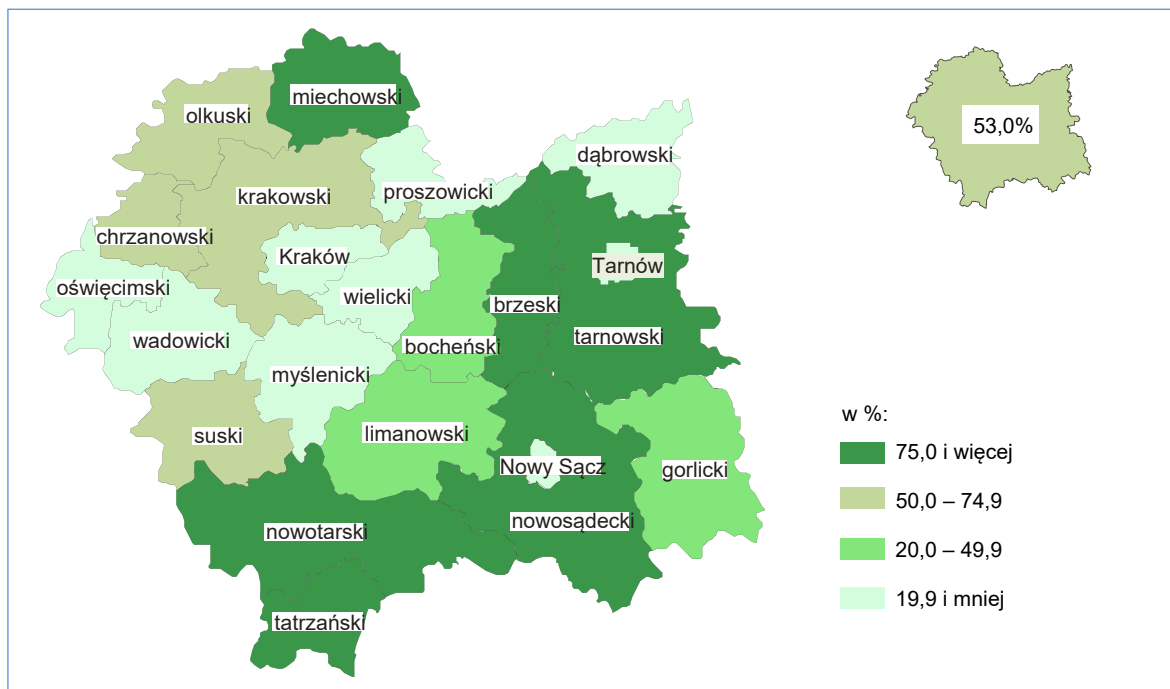 miechowski
olkuski
53,0%
dąbrowski
proszowicki
krakowski
chrzanowski
Kraków
Tarnów
oświęcimski
wielicki
brzeski
wadowicki
tarnowski
bocheński
myślenicki
w %:
suski
limanowski
75,0 i więcej
Nowy Sącz
gorlicki
50,0 – 74,9
nowotarski
nowosądecki
20,0 – 49,9
19,9 i mniej
tatrzański